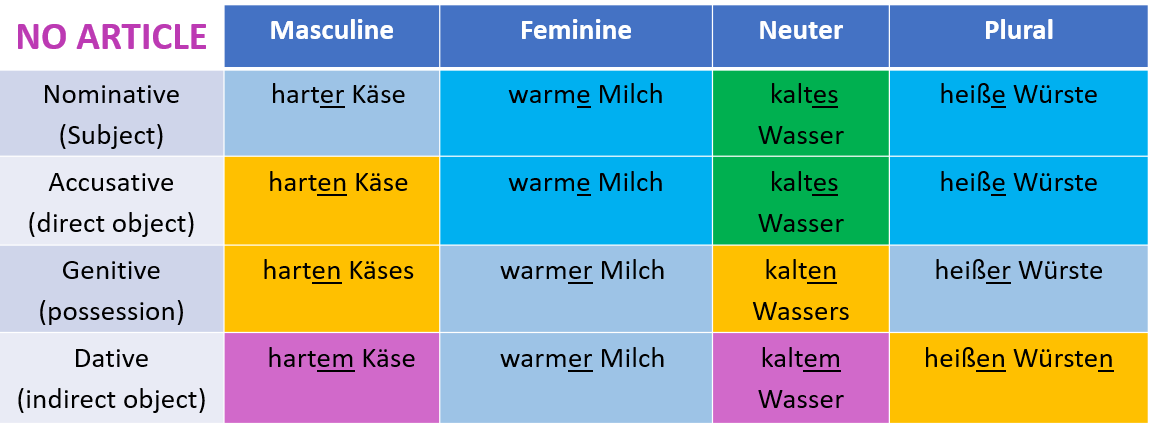 NO ARTICLE Masculine Feminine Neuter Plural
Nominative harter Käse warme Milch kaltes heiße Würste
(Subject) Wasser
Accusative harten Käse warme Milch kaltes heiße Würste
(direct object) Wasser
Genitive harten Käses warmer Milch kalten heißer Würste
(possession) Wassers
Dative hartem Käse warmer Milch kaltem heißen Würsten
(indirect object) Wasser